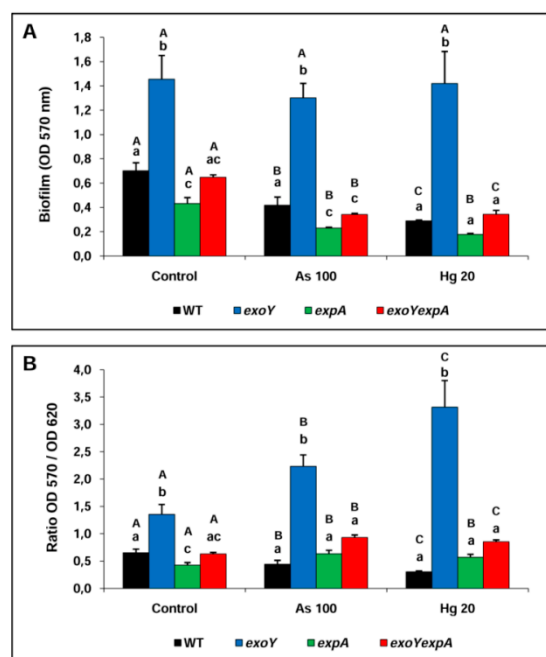 A
Biofilm (OD 570 nm)
1,8
1,6
1,4
1,2
1,0
0,8
0,6
0,4
0,2
0,0
A a
A b
A c
A ac
B a
A b
B c
B c
C a
A b
B a
C a
Control As 100 Hg 20
WT exoY expA exoYexpA
B
Ratio OD 570 / OD 620
4,0
3,5
3,0
2,5
2,0
1,5
1,0
0,5
0,0
A a
A b
A c
A ac
B a
B b
B a
B a
C a
C b
B a
C a
Control As 100 Hg 20
WT exoY expA exoYexpA